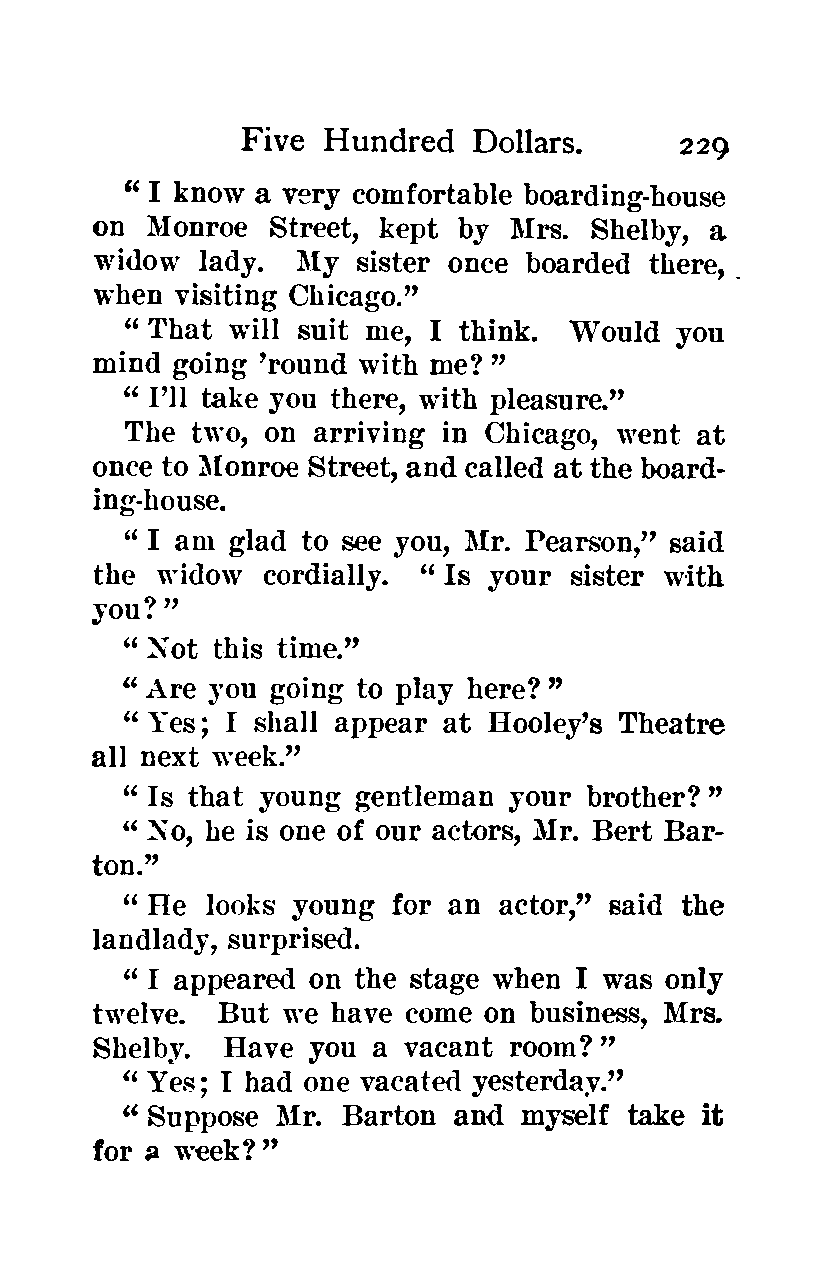 Five Hundred Dollars. 229
“ I know a very comfortable boarding-house
on Monroe Street, kept by Mrs. Shelby, a
widow lady. My sister once boarded there,
when visiting Chicago.”
“ That will suit me, I think. Would you
mind going ’round with me? ”
“ I’ll take you there, with pleasure.”
The two, on arriving in Chicago, went at
once to Monroe Street, and called at the board-
ing-house.
“ I am glad to see you, Mr. Pearson,” said
the widow cordially. “ Is your sister with
you? ”
“ Not this time.”
“ Are you going to play here? ”
“ Yes; I shall appear at Hooley’s Theatre
all next week.”
“ Is that young gentleman your brother? ”
“ No, he is one of our actors, Mr. Bert Bar-
ton.”
“ He looks young for an actor,” said the
landlady, surprised.
“ I appeared on the stage when I was only
twelve. But we have come on business, Mrs.
Shelby. Have you a vacant room? ”
“ Yes; I had one vacated yesterday.”
“ Suppose Mr. Barton and myself take it
for a week? ”